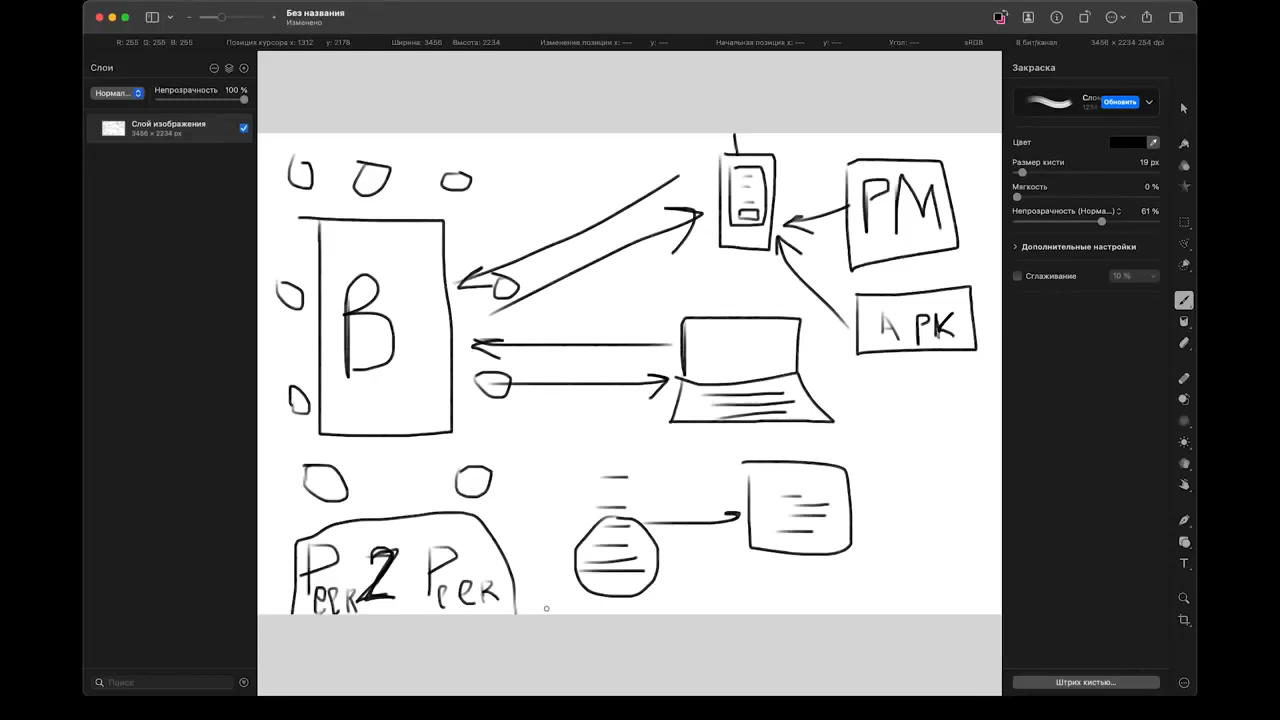 Без названия
Изменено
R: 255 G: 255 B: 255 Позиция курсора x: 1312 y: 2178 Ширина: 3456 Высота: 2234 Изменение позиции x: --- y: --- Начальная позиция x: --- y: --- Угол: --- sRGB 8 бит/канал 3456 × 2234 254 dpi
Слои
Нормал... Непрозрачность 100 %
Слой изображения
3456 × 2234 px
Поиск
PM
B
APK
Peer 2 Peer
Закраска
Обновить
Цвет
Размер кисти 19 px
Мягкость 0 %
Непрозрачность (Норма... 61 %
Дополнительные настройки
Сглаживание 10 %
Штрих кистью...